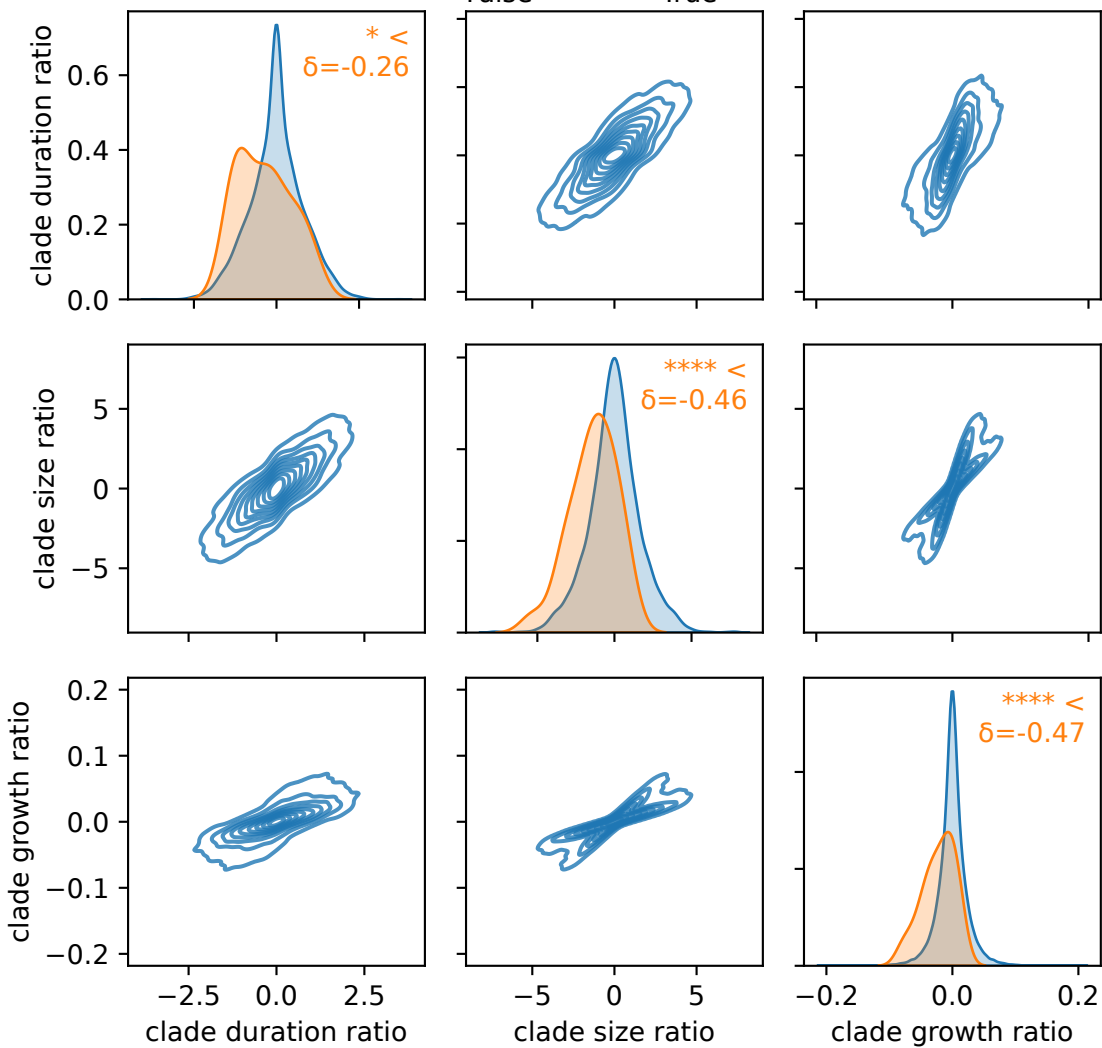 False True
* <
δ=-0.26
clade duration ratio
0.6
0.4
0.2
0.0
**** <
δ=-0.46
clade size ratio
5
0
−5
**** <
δ=-0.47
clade growth ratio
0.2
0.1
0.0
−0.1
−0.2
−2.5 0.0 2.5
−5 0 5
−0.2 0.0 0.2
clade duration ratio
clade size ratio
clade growth ratio